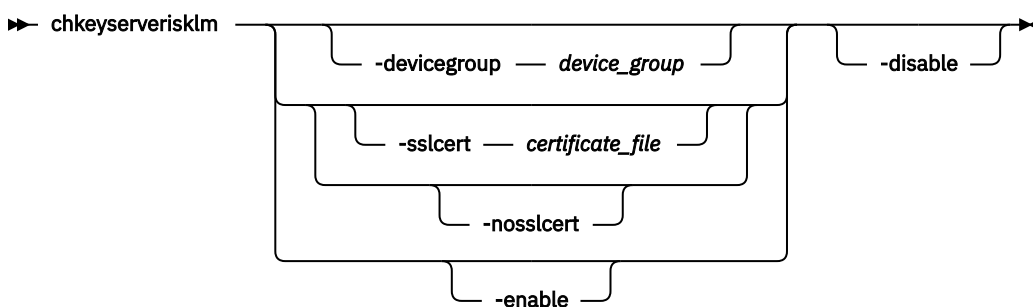 chkeyserverisklm
-devicegroup device_group -disable
-sslcert certificate_file
-nosslcert
-enable